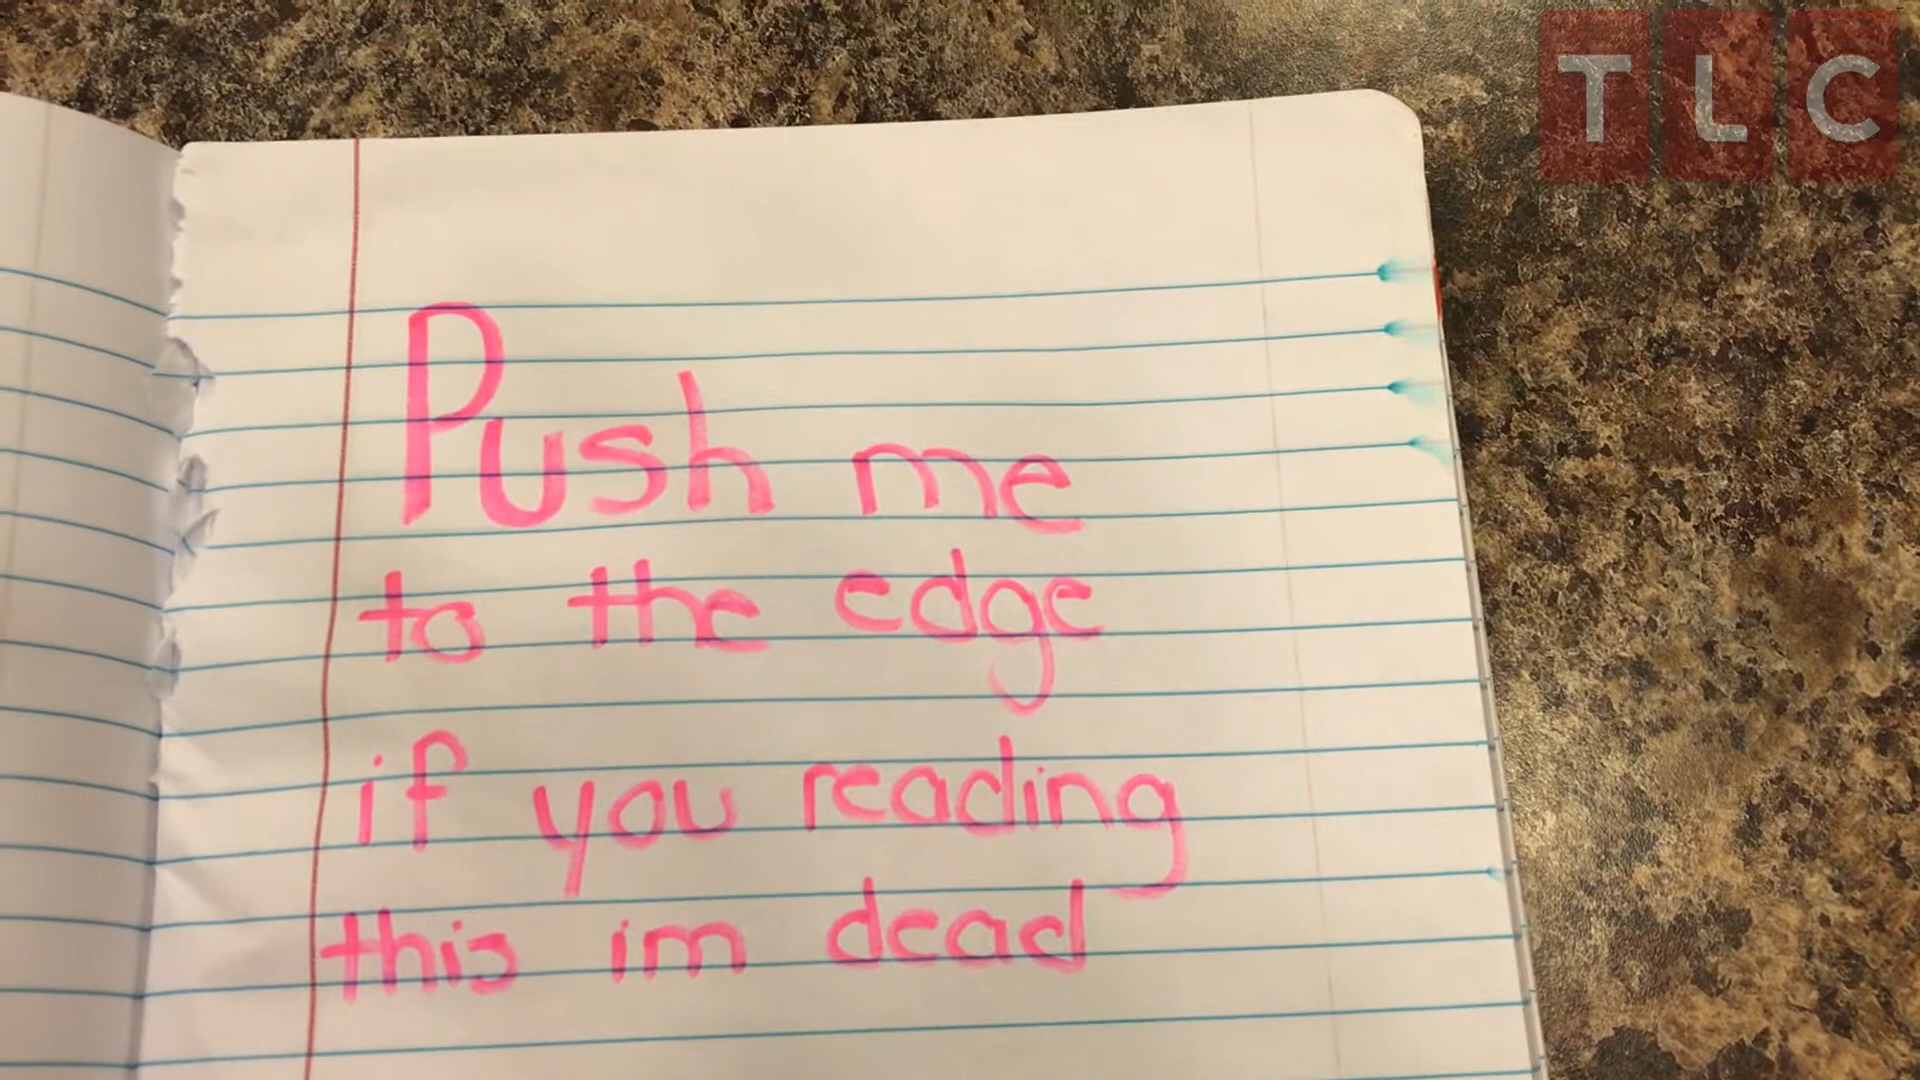 TLC
Push me
to the edge
if you reading
this im dead